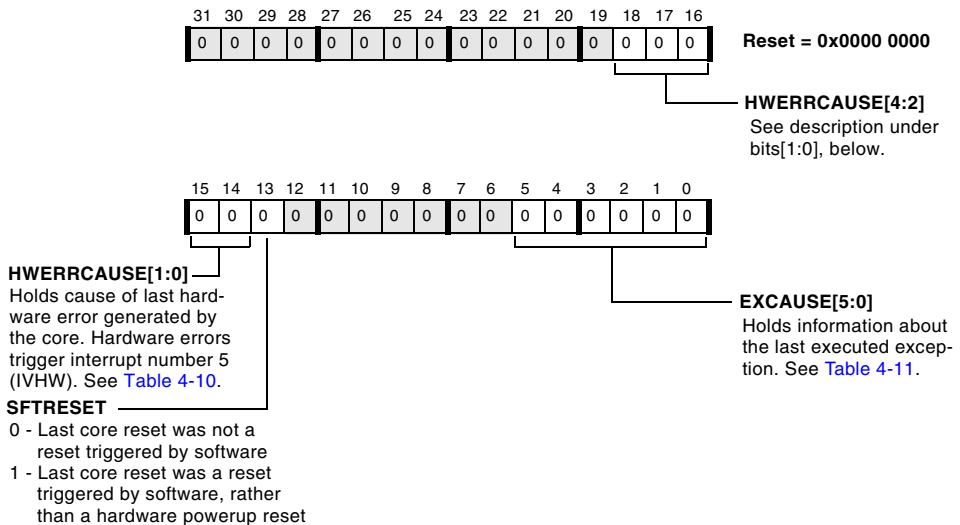 31 30 29 28 27 26 25 24 23 22 21 20 19 18 17 16
0 0 0 0 0 0 0 0 0 0 0 0 0 0 0 0
Reset = 0x0000 0000
HWERRCAUSE[4:2]
See description under
bits[1:0], below.
15 14 13 12 11 10 9 8 7 6 5 4 3 2 1 0
0 0 0 0 0 0 0 0 0 0 0 0 0 0 0 0
HWERRCAUSE[1:0]
Holds cause of last hard-
ware error generated by
the core. Hardware errors
trigger interrupt number 5
(IVHW). See Table 4-10.
SFTRESET
0 - Last core reset was not a
reset triggered by software
1 - Last core reset was a reset
triggered by software, rather
than a hardware powerup reset
EXCAUSE[5:0]
Holds information about
the last executed excep-
tion. See Table 4-11.